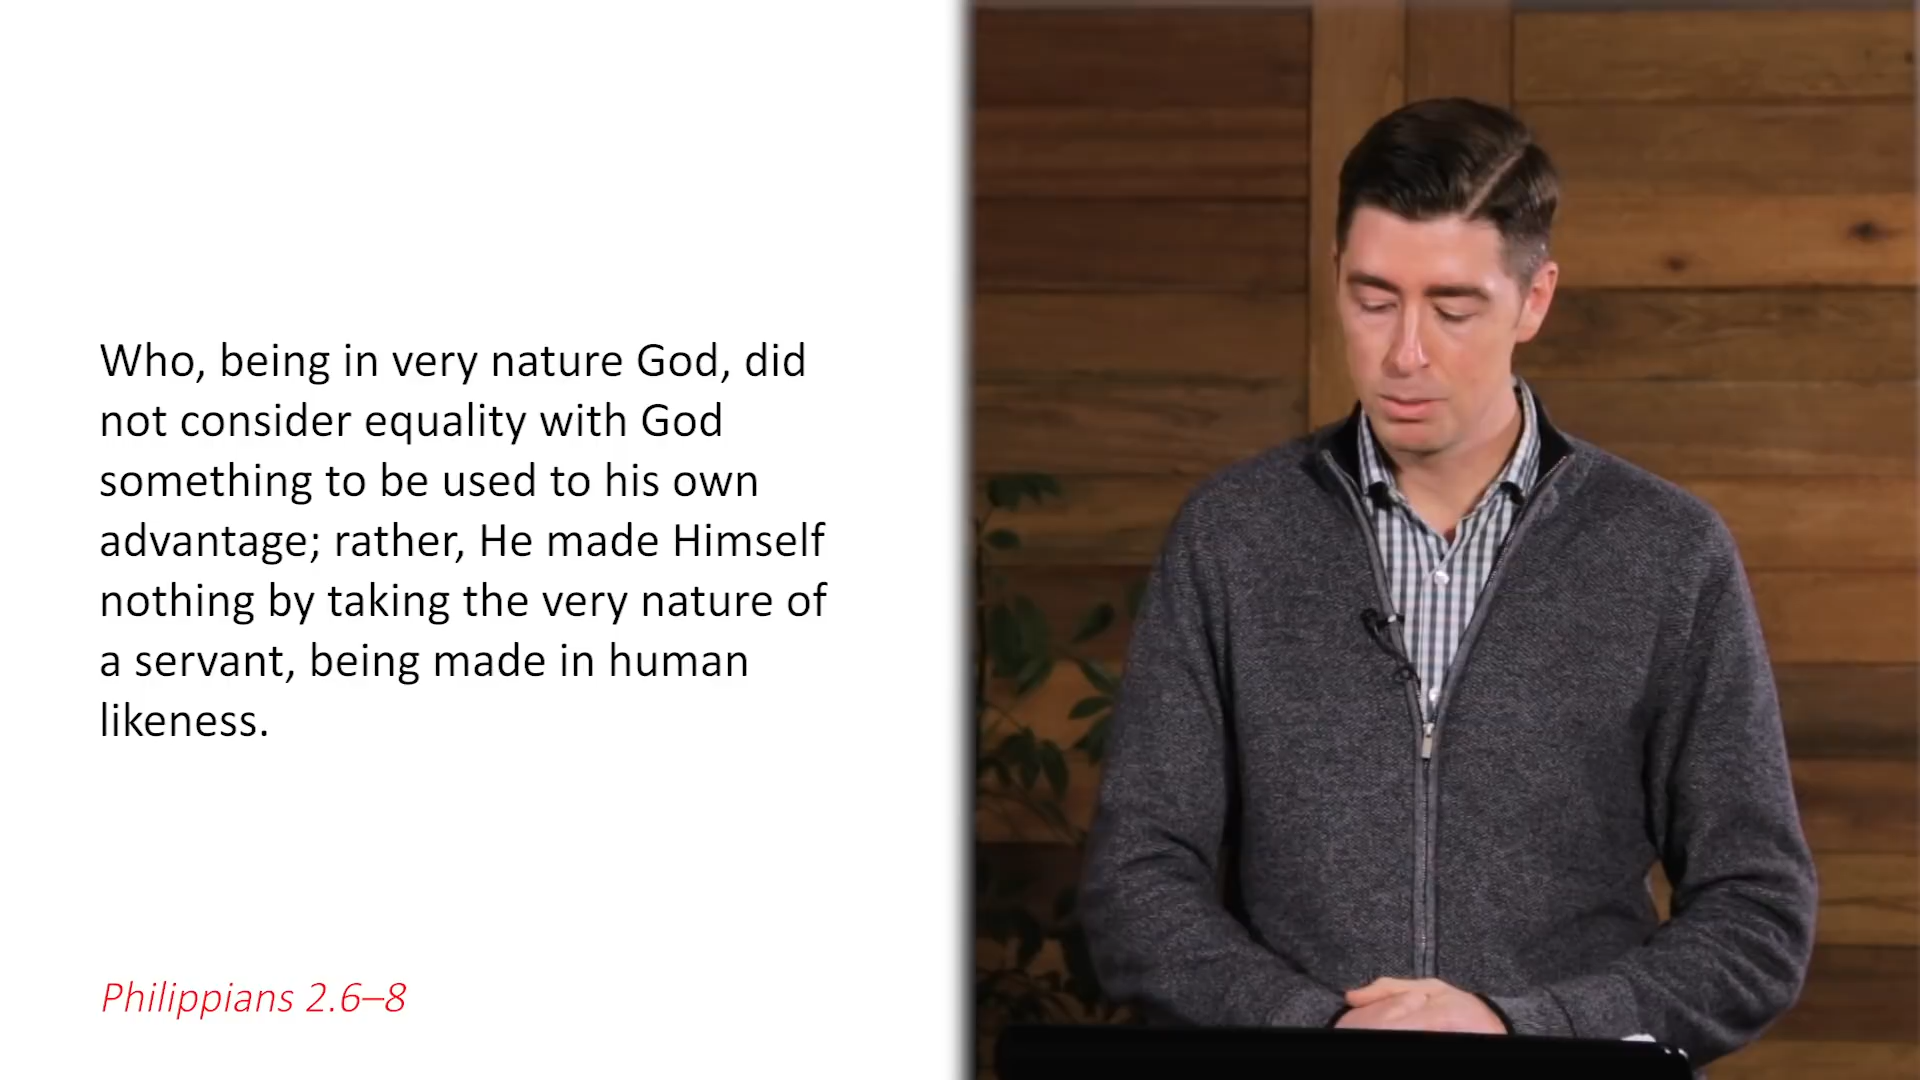 Who, being in very nature God, did
not consider equality with God
something to be used to his own
advantage; rather, He made Himself
nothing by taking the very nature of
a servant, being made in human
likeness.
Philippians 2.6–8